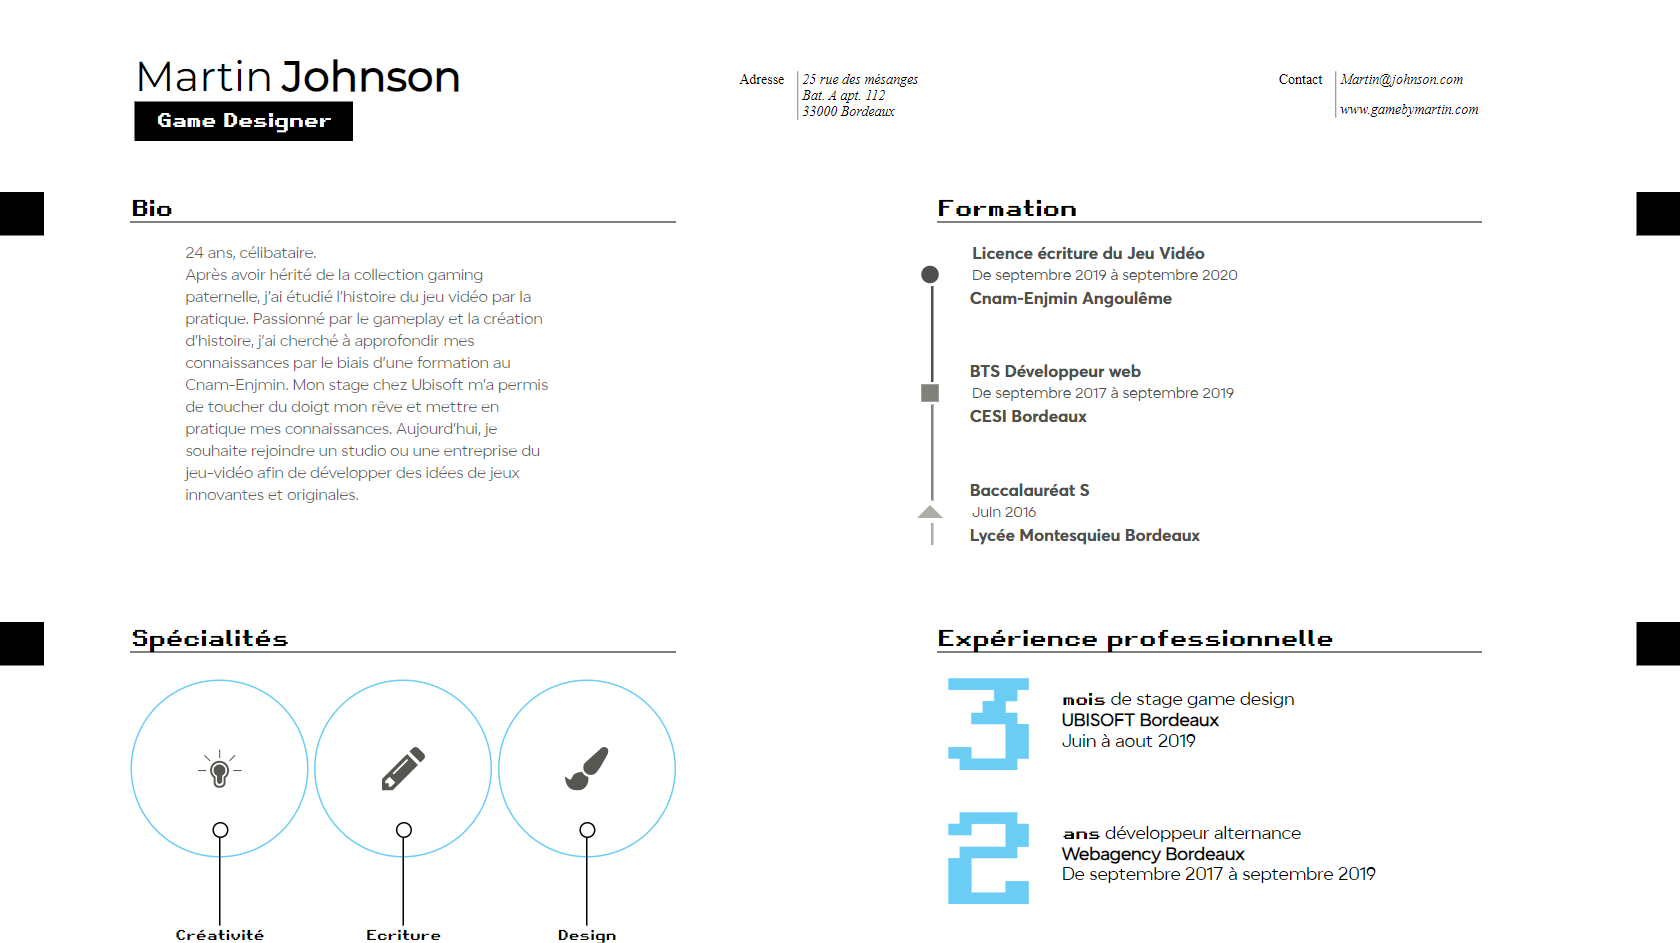 Martin Johnson
Game Designer
Adresse
25 rue des mésanges
Bat. A apt. 112
33000 Bordeaux
Contact
Martin@johnson.com
www.gamebymartin.com
Bio
24 ans, célibataire.
Après avoir hérité de la collection gaming
paternelle, j'ai étudié l'histoire du jeu vidéo par la
pratique. Passionné par le gameplay et la création
d'histoire, j'ai cherché à approfondir mes
connaissances par le biais d'une formation au
Cnam-Enjmin. Mon stage chez Ubisoft m'a permis
de toucher du doigt mon rêve et mettre en
pratique mes connaissances. Aujourd'hui, je
souhaite rejoindre un studio ou une entreprise du
jeu-vidéo afin de développer des idées de jeux
innovantes et originales.
Formation
Licence écriture du Jeu Vidéo
De septembre 2019 à septembre 2020
Cnam-Enjmin Angoulême
BTS Développeur web
De septembre 2017 à septembre 2019
CESI Bordeaux
Baccalauréat S
Juin 2016
Lycée Montesquieu Bordeaux
Spécialités
Créativité
Ecriture
Design
Expérience professionnelle
3
mois de stage game design
UBISOFT Bordeaux
Juin à aout 2019
2
ans développeur alternance
Webagency Bordeaux
De septembre 2017 à septembre 2019